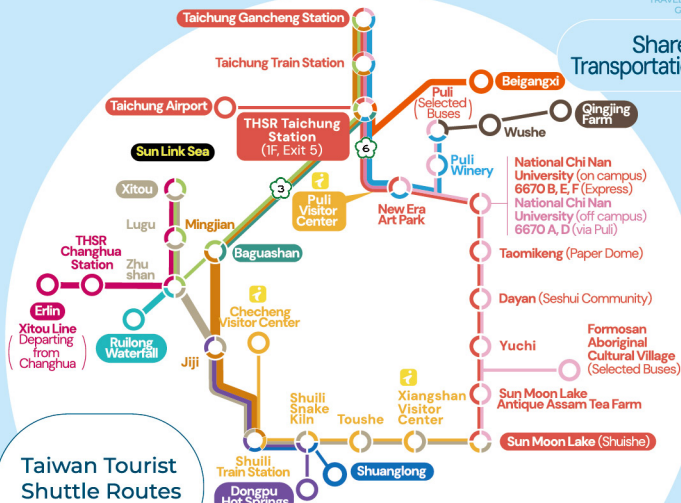 TRAVEL
G
Share
Transportati
Taichung Gancheng Station
Taichung Train Station
Taichung Airport
THSR Taichung
Station
(1F, Exit 5)
Beigangxi
Puli
(Selected
Buses)
Qingjing
Farm
Wushe
Sun Link Sea
6
Puli
Winery
National Chi Nan
University (on campus)
6670 B, E, F (Express)
National Chi Nan
University (off campus)
6670 A, D (via Puli)
3
Puli
Visitor
Center
New Era
Art Park
Xitou
Lugu
Mingjian
THSR
Changhua
Station
Zhu
shan
Baguashan
Taomikeng (Paper Dome)
Erlin
Xitou Line
(Departing
from
Changhua)
Ruilong
Waterfall
Checheng
Visitor Center
Dayan (Seshui Community)
Jiji
Yuchi
Formosan
Aboriginal
Cultural Village
(Selected Buses)
Shuili
Snake
Kiln
Toushe
Xiangshan
Visitor
Center
Sun Moon Lake
Antique Assam Tea Farm
Sun Moon Lake (Shuishe)
Shuili
Train Station
Shuanglong
Dongpu
Hot Springs
Taiwan Tourist
Shuttle Routes